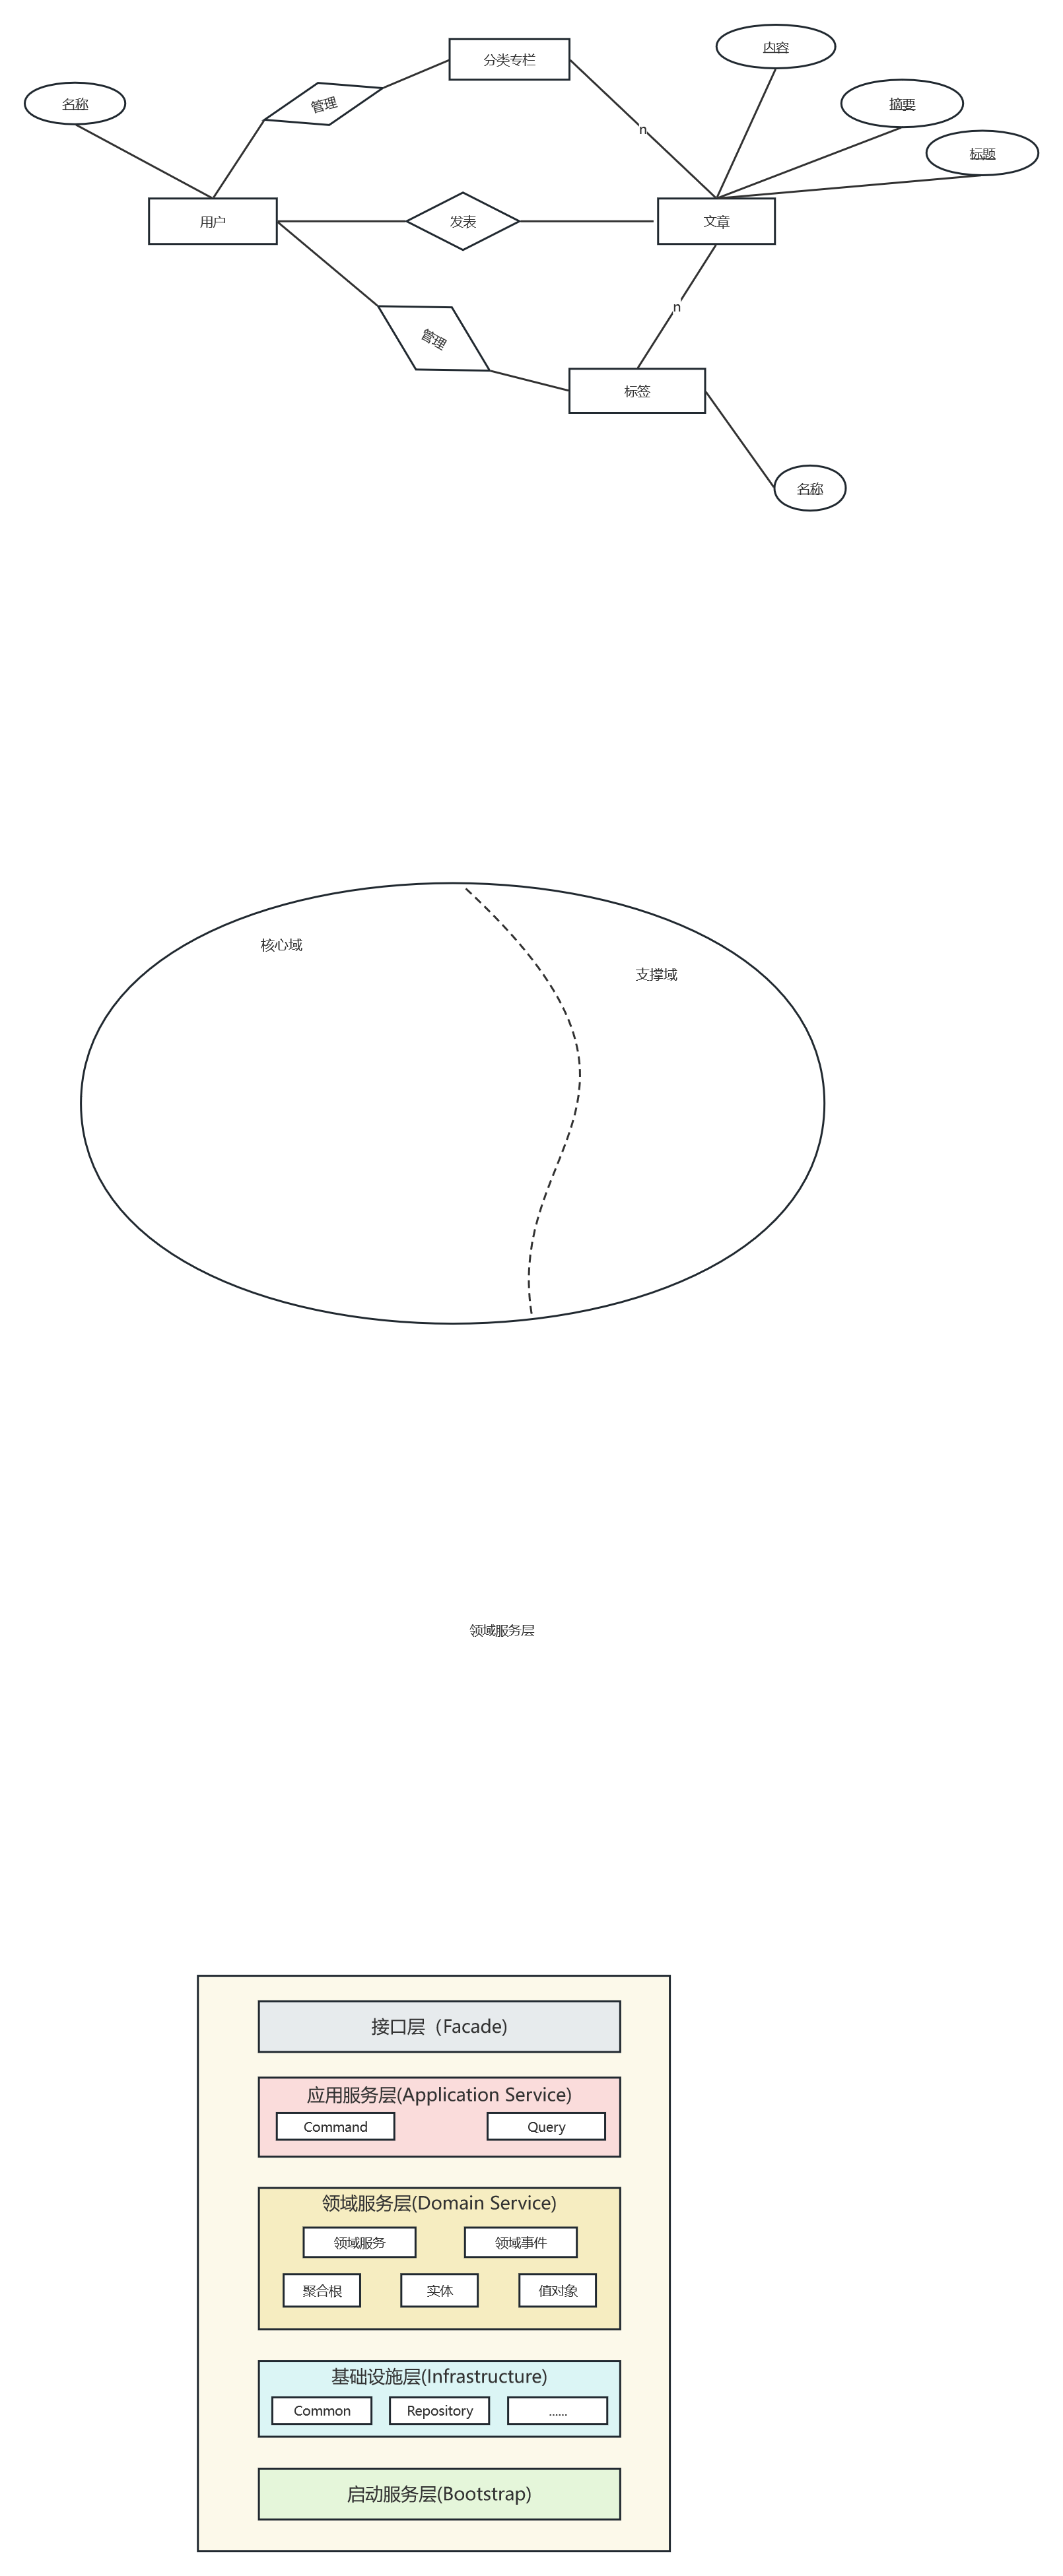 分类专栏
内容
名称
管理
摘要
n
标题
用户
发表
文章
n
管理
标签
名称
核心域
支撑域
领域服务层
接口层（Facade)
应用服务层(Application Service)
Command
Query
领域服务层(Domain Service)
领域服务
领域事件
聚合根
实体
值对象
基础设施层(Infrastructure)
Common
Repository
......
启动服务层(Bootstrap)